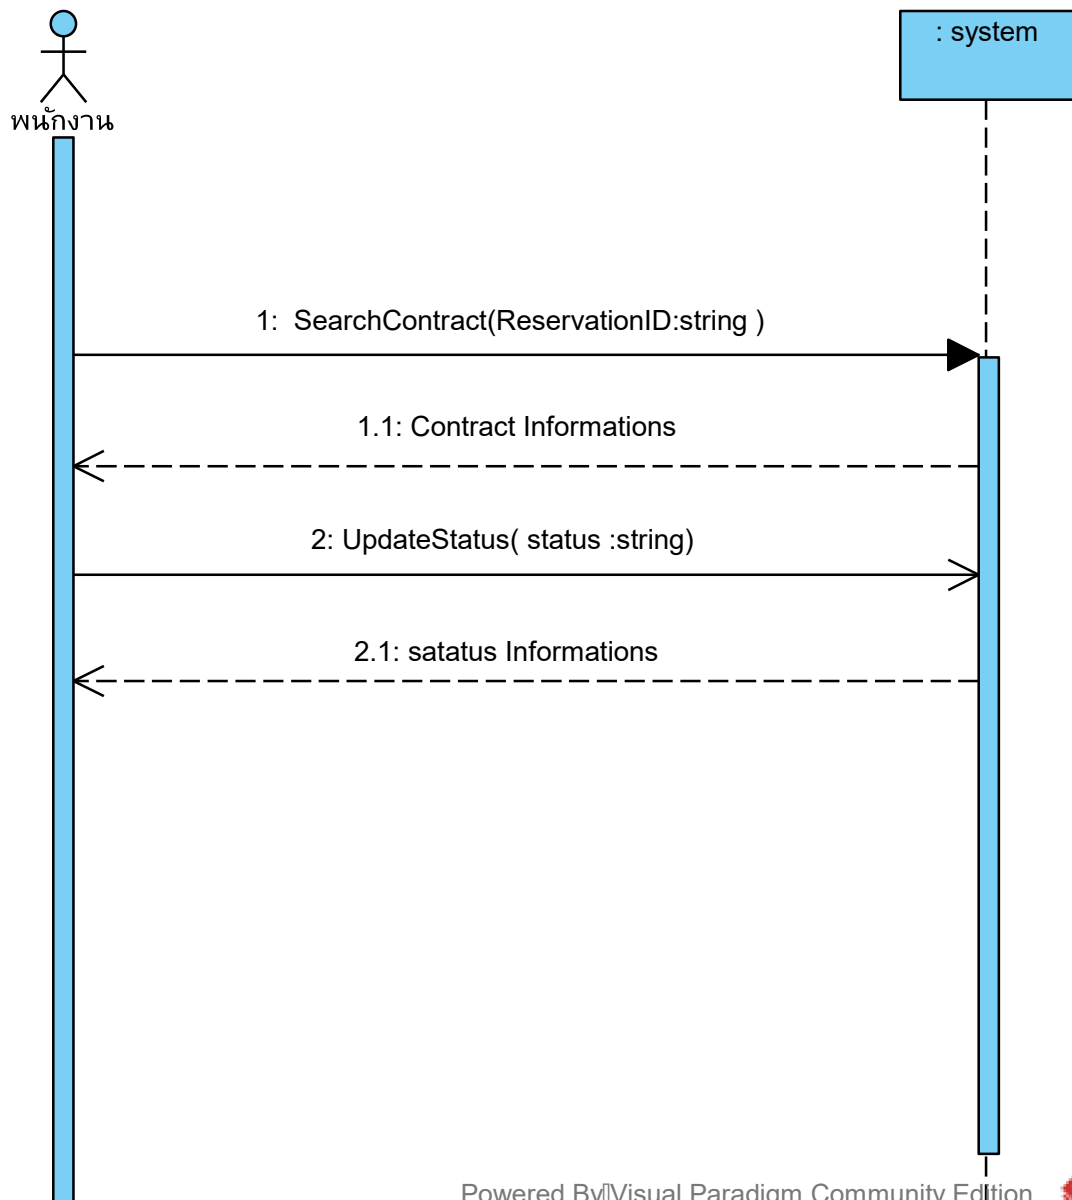 : system
พนักงาน
1:  SearchContract(ReservationID:string )
1.1: Contract Informations
2: UpdateStatus( status :string)
2.1: satatus Informations
Powered By Visual Paradigm Community Edition